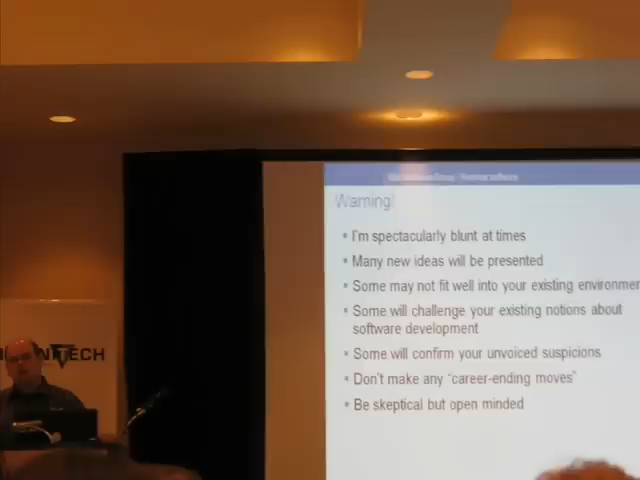 Warning!
I'm spectacularly blunt at times
Many new ideas will be presented
Some may not fit well into your existing environmen
Some will challenge your existing notions about
software development
Some will confirm your unvoiced suspicions
Don't make any "career-ending moves"
Be skeptical but open minded
TECH